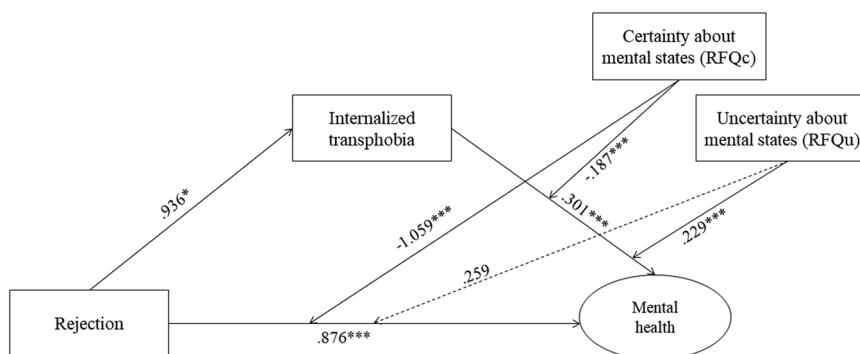 Certainty about
mental states (RFQc)
Internalized
transphobia
Uncertainty about
mental states (RFQu)
-.187***
.936*
.301***
-1.059***
.229***
.259
Rejection
Mental
health
.876***